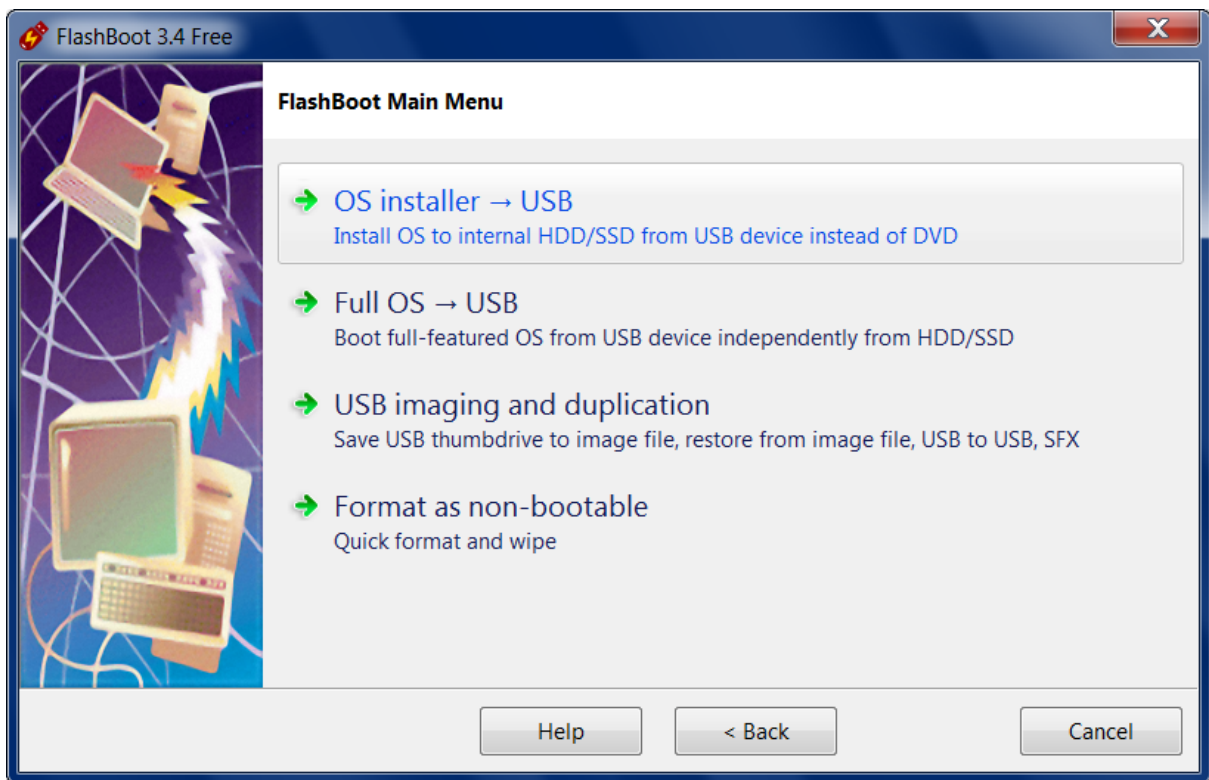 FlashBoot 3.4 Free
FlashBoot Main Menu
OS installer → USB
Install OS to internal HDD/SSD from USB device instead of DVD
Full OS → USB
Boot full-featured OS from USB device independently from HDD/SSD
USB imaging and duplication
Save USB thumbdrive to image file, restore from image file, USB to USB, SFX
Format as non-bootable
Quick format and wipe
Help
< Back
Cancel